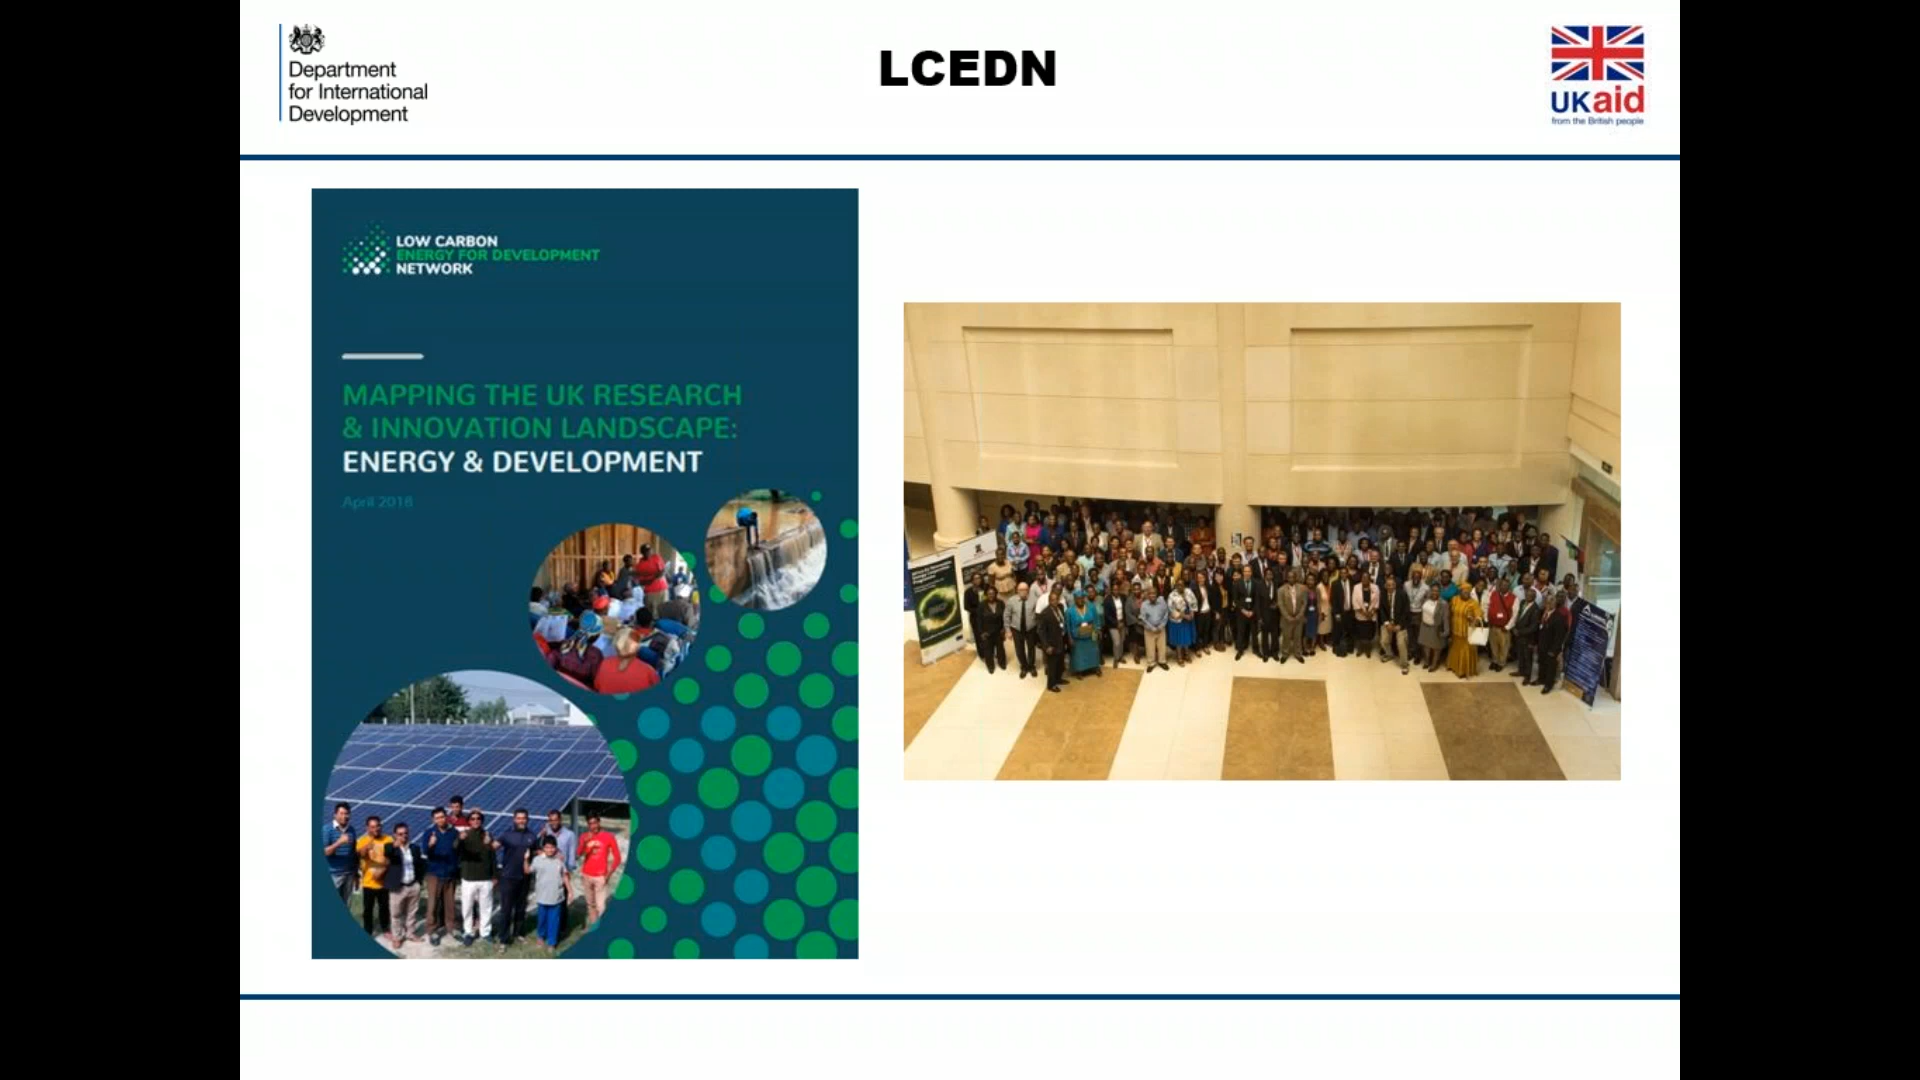 Department
for International
Development
LCEDN
UKaid
from the British people
LOW CARBON
ENERGY FOR DEVELOPMENT
NETWORK
MAPPING THE UK RESEARCH
& INNOVATION LANDSCAPE:
ENERGY & DEVELOPMENT
April 2018